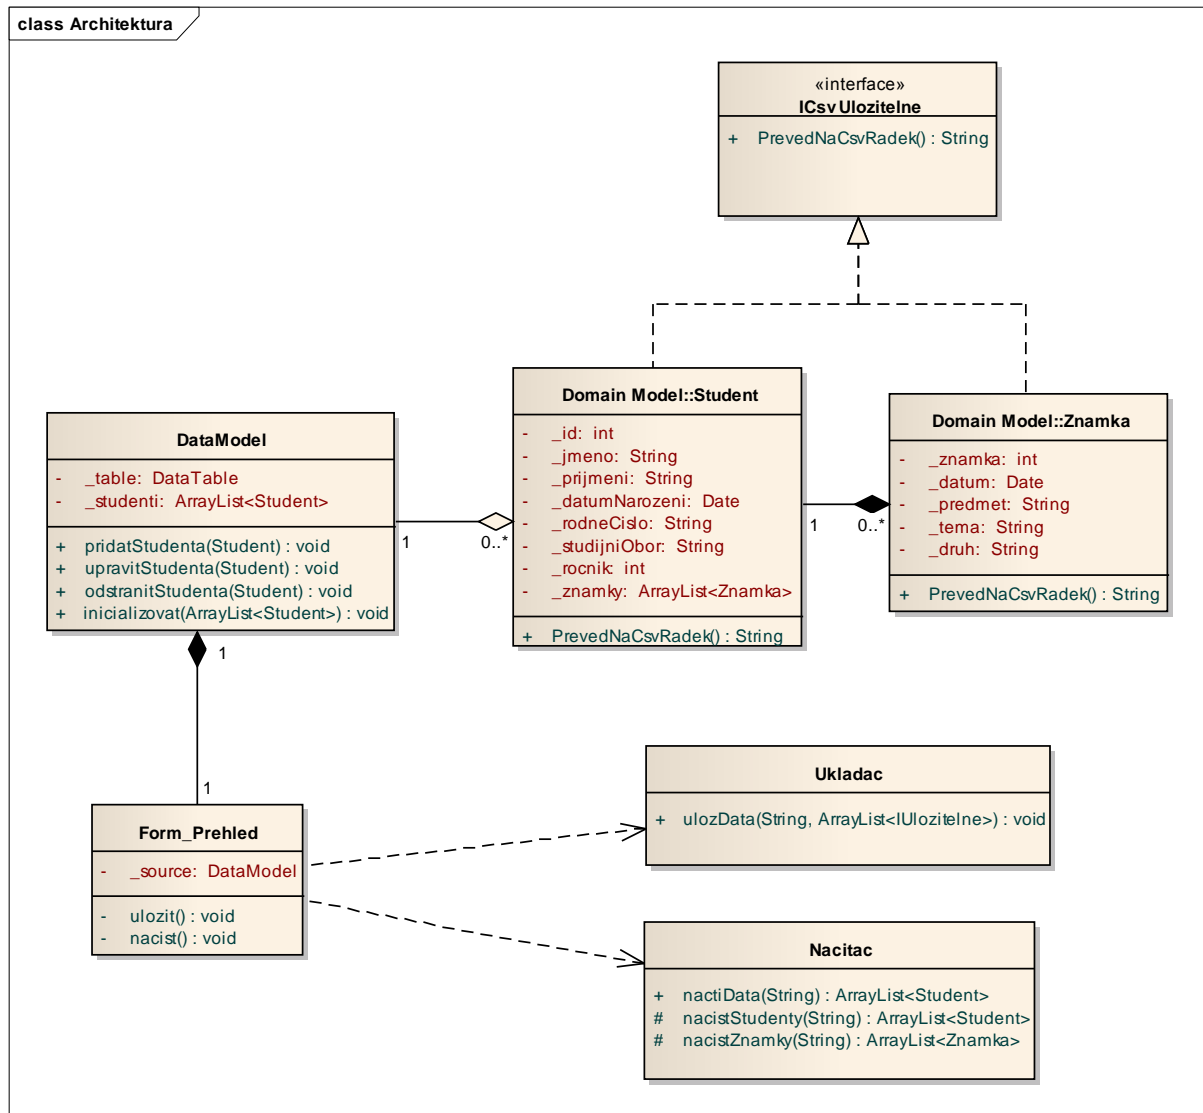 class Architektura
«interface»
ICsvUlozitelne
+ PrevedNaCsvRadek() : String
DataModel
- _table: DataTable
- _studenti: ArrayList<Student>
+ pridatStudenta(Student) : void
+ upravitStudenta(Student) : void
+ odstranitStudenta(Student) : void
+ inicializovat(ArrayList<Student>) : void
1
0..*
Domain Model::Student
- _id: int
- _jmeno: String
- _prijmeni: String
- _datumNarozeni: Date
- _rodneCislo: String
- _studijniObor: String
- _rocnik: int
- _znamky: ArrayList<Znamka>
+ PrevedNaCsvRadek() : String
1
0..*
Domain Model::Znamka
- _znamka: int
- _datum: Date
- _predmet: String
- _tema: String
- _druh: String
+ PrevedNaCsvRadek() : String
1
1
Form_Prehled
- _source: DataModel
- ulozit() : void
- nacist() : void
Ukladac
+ ulozData(String, ArrayList<IUlozitelne>) : void
Nacitac
+ nactiData(String) : ArrayList<Student>
# nacistStudenty(String) : ArrayList<Student>
# nacistZnamky(String) : ArrayList<Znamka>